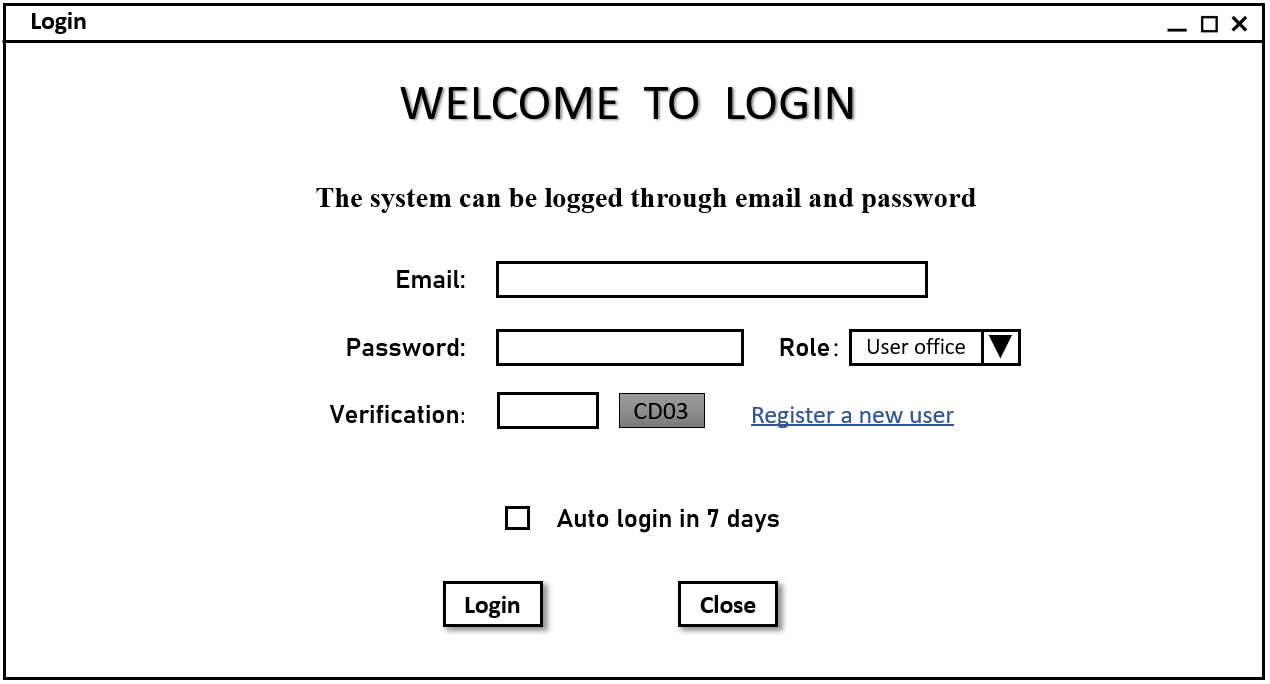 Login
WELCOME TO LOGIN
The system can be logged through email and password
Email:
Password: Role: User office
Verification: CD03 Register a new user
Auto login in 7 days
Login Close